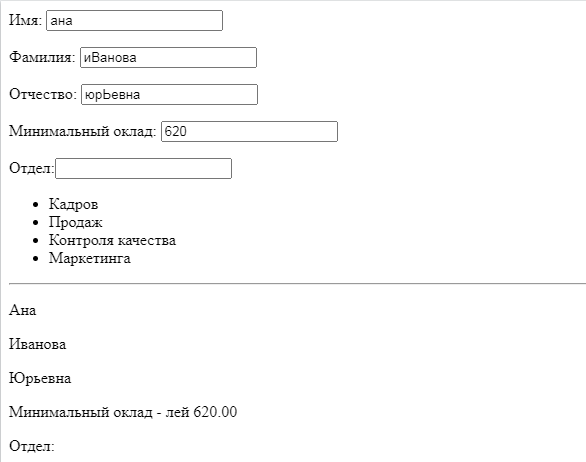 Имя: ана
Фамилия: иВанова
Отчество: юрЬевна
Минимальный оклад: 620
Отдел:
Кадров
Продаж
Контроля качества
Маркетинга
Ана
Иванова
Юрьевна
Минимальный оклад - лей 620.00
Отдел: